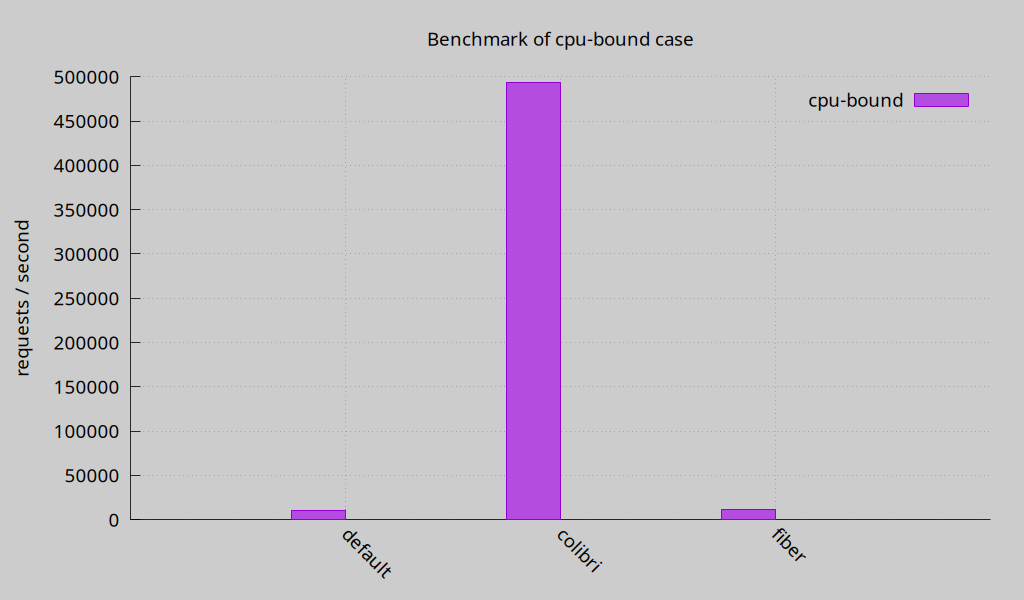 Benchmark of cpu-bound case
cpu-bound
requests / second
500000
450000
400000
350000
300000
250000
200000
150000
100000
50000
0
default
colibri
fiber